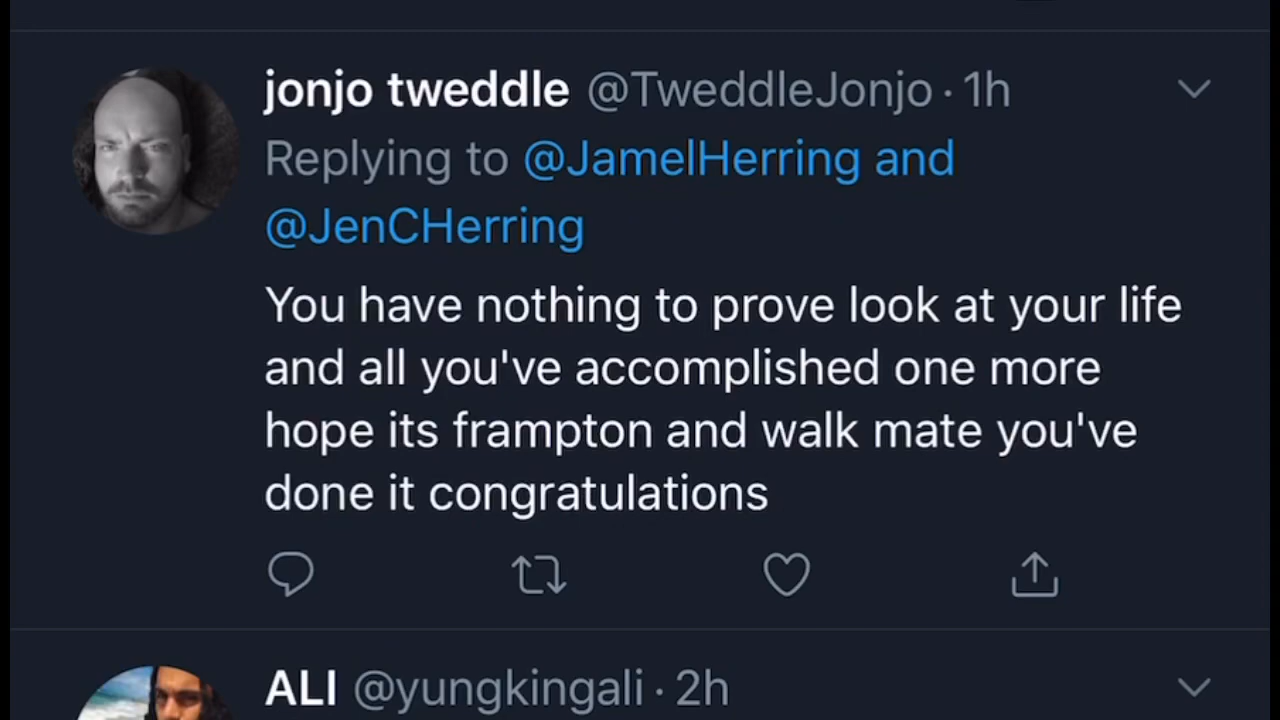 jonjo tweddle @TweddleJonjo · 1h
Replying to @JamelHerring and
@JenCHerring
You have nothing to prove look at your life
and all you've accomplished one more
hope its frampton and walk mate you've
done it congratulations
ALI @yungkingali · 2h